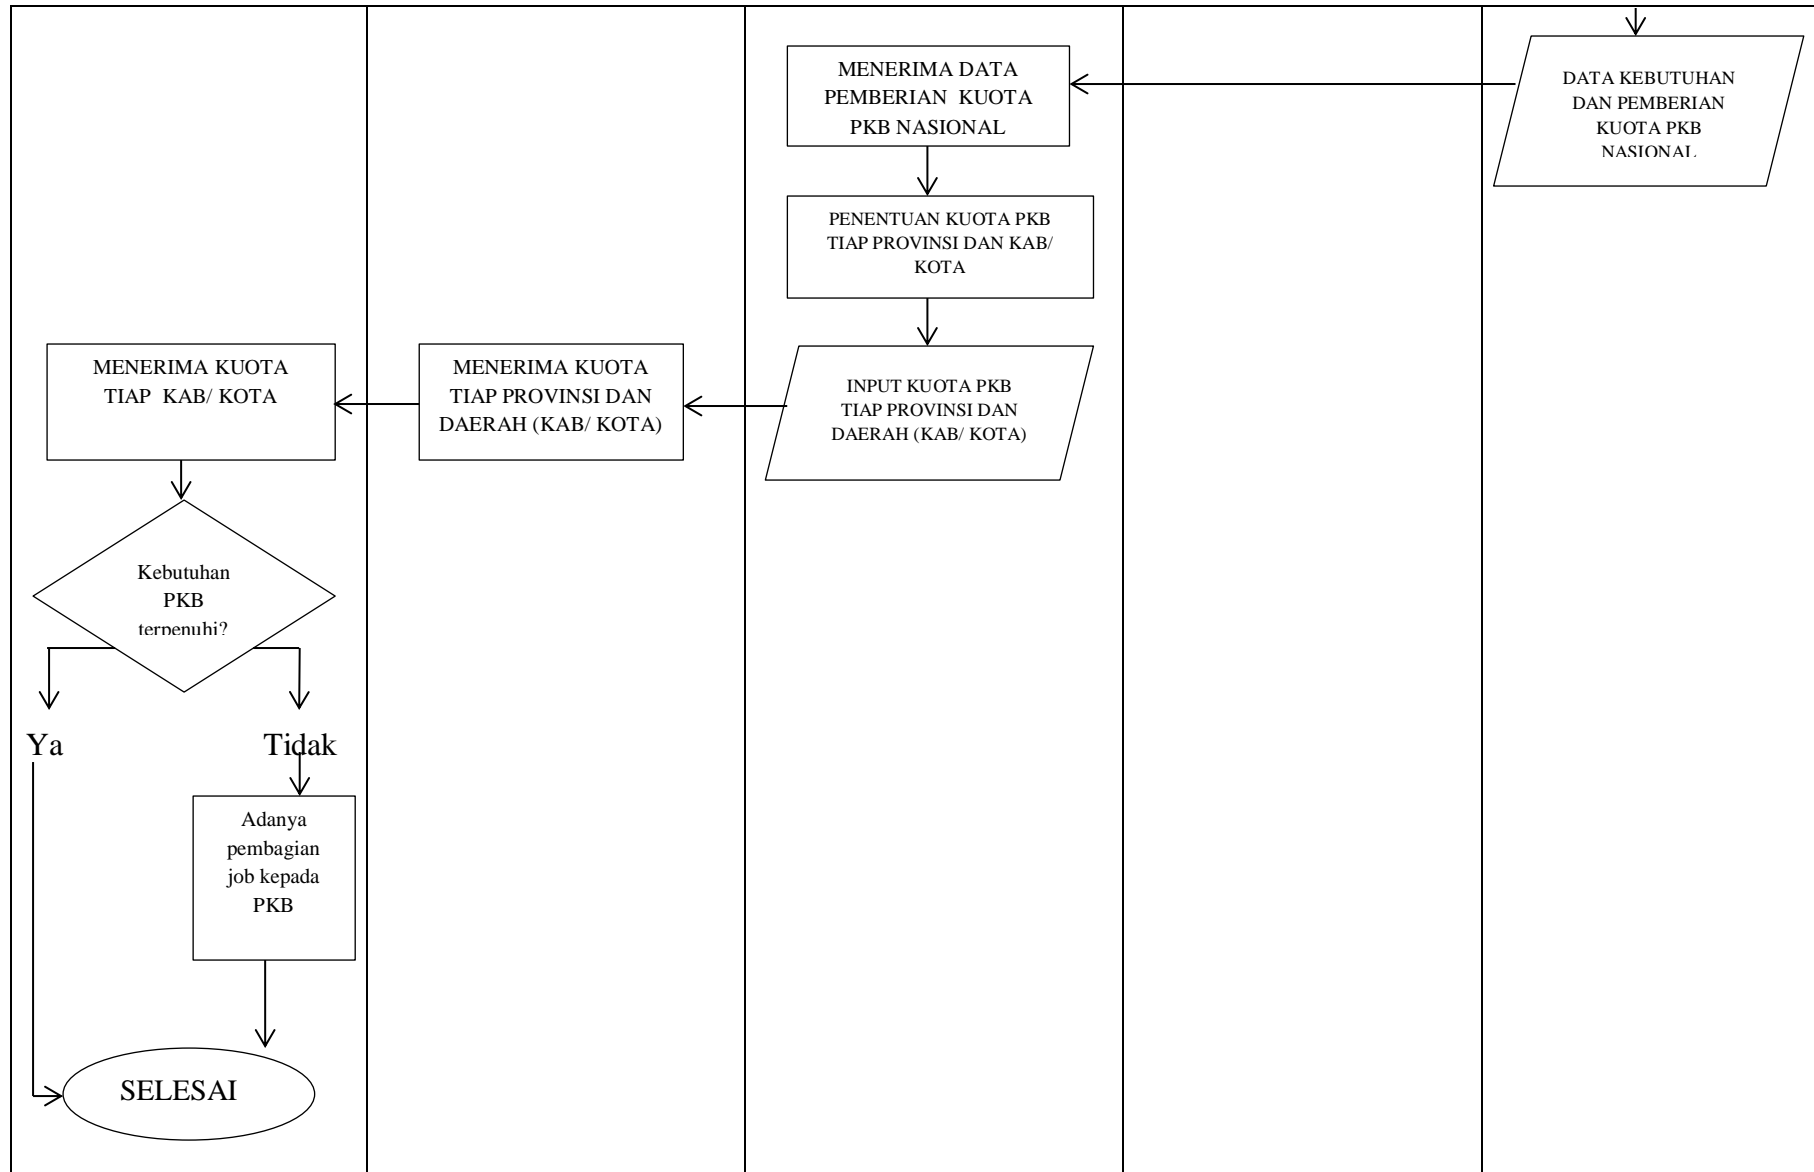 MENERIMA DATA
PEMBERIAN KUOTA
PKB NASIONAL
DATA KEBUTUHAN
DAN PEMBERIAN
KUOTA PKB
NASIONAL
PENENTUAN KUOTA PKB
TIAP PROVINSI DAN KAB/
KOTA
MENERIMA KUOTA
TIAP KAB/ KOTA
MENERIMA KUOTA
TIAP PROVINSI DAN
DAERAH (KAB/ KOTA)
INPUT KUOTA PKB
TIAP PROVINSI DAN
DAERAH (KAB/ KOTA)
Kebutuhan
PKB
terpenuhi?
Ya
Tidak
Adanya
pembagian
job kepada
PKB
SELESAI